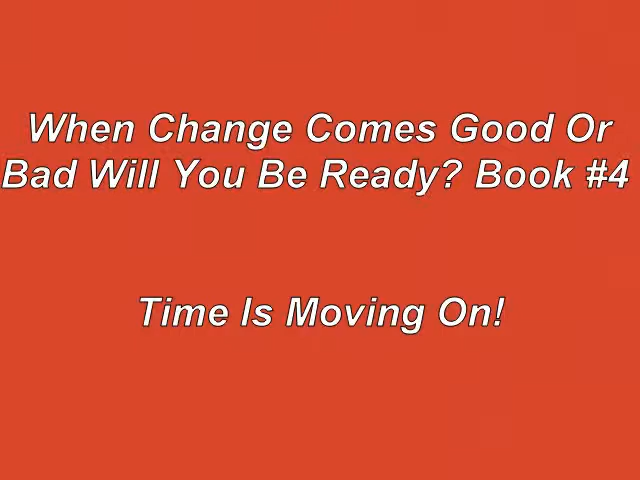 When Change Comes Good Or
Bad Will You Be Ready? Book #4
Time Is Moving On!